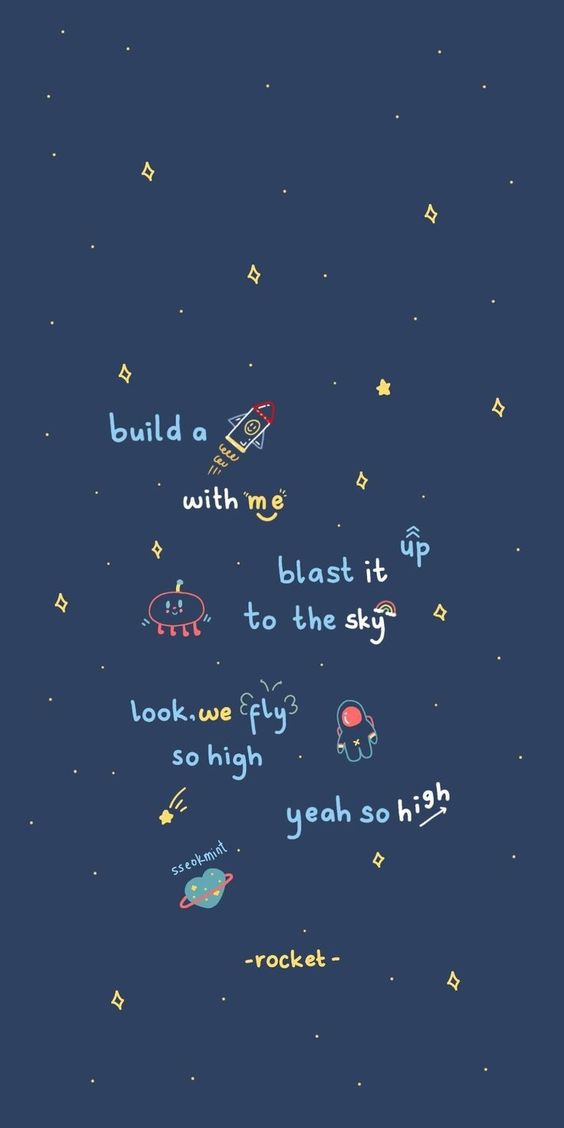 build a
with me
up
blast it
to the sky
look, we fly
so high
yeah so high
sseokmint
-rocket-